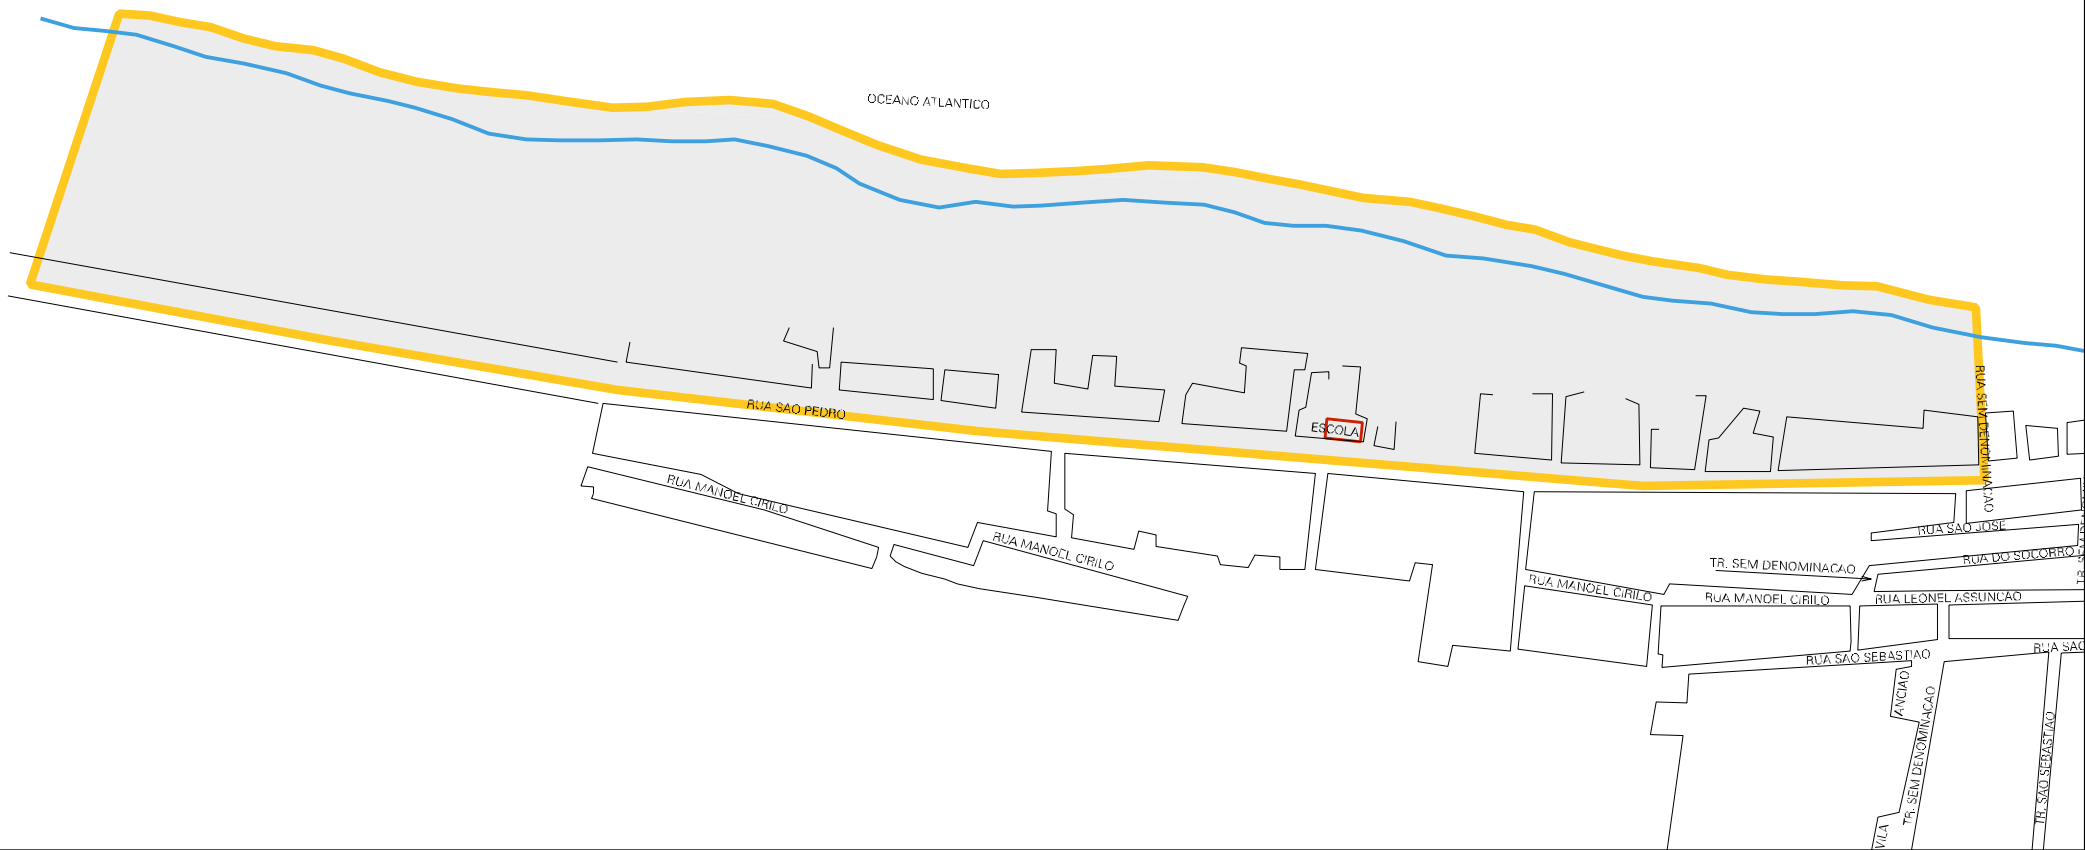 OCEANO ATLANTICO
RUA SEM DENOMINACAO
RUA SAO PEDRO
ESCOLA
RUA MANOEL CIRILO
RUA MANOEL CIRILO
RUA SAO JOSE
RUA DO SOCORRO
TR. SEM DENOMINACAO
RUA MANOEL CIRILO
RUA MANOEL CIRILO
RUA LEONEL ASSUNCAO
RUA SAO SEBASTIAO
RUA SAO
ANCIAO
TR. SEM DENOMINACAO
TR. SAO SEBASTIAO
VILA